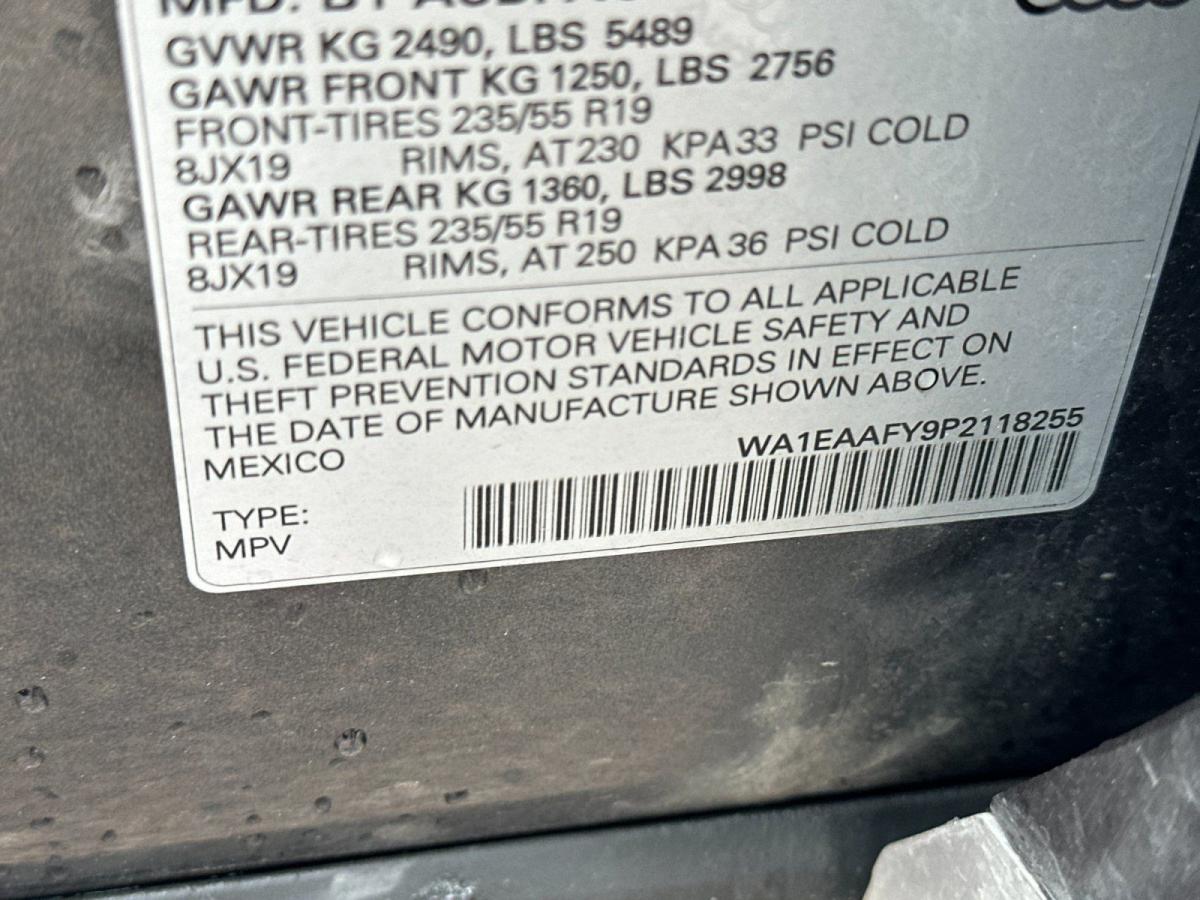 GVWR KG 2490, LBS 5489
GAWR FRONT KG 1250, LBS 2756
FRONT-TIRES 235/55 R19
8JX19 RIMS, AT 230 KPA 33 PSI COLD
GAWR REAR KG 1360, LBS 2998
REAR-TIRES 235/55 R19
8JX19 RIMS, AT 250 KPA 36 PSI COLD
THIS VEHICLE CONFORMS TO ALL APPLICABLE
U.S. FEDERAL MOTOR VEHICLE SAFETY AND
THEFT PREVENTION STANDARDS IN EFFECT ON
THE DATE OF MANUFACTURE SHOWN ABOVE.
MEXICO
WA1EAAFY9P2118255
TYPE:
MPV